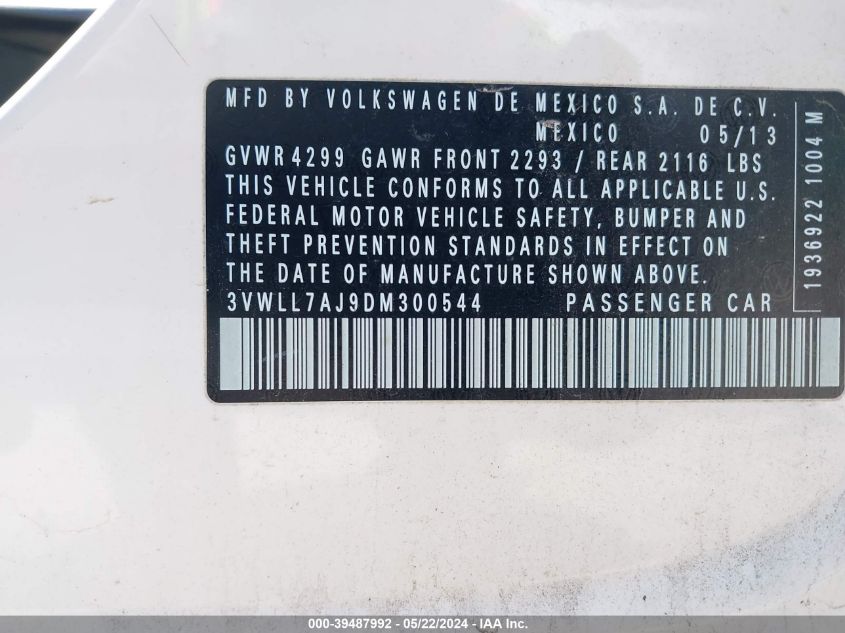 MFD BY VOLKSWAGEN DE MEXICO S.A. DE C.V.
MEXICO 05/13
GVWR 4299 GAWR FRONT 2293 / REAR 2116 LBS
THIS VEHICLE CONFORMS TO ALL APPLICABLE U.S.
FEDERAL MOTOR VEHICLE SAFETY, BUMPER AND
THEFT PREVENTION STANDARDS IN EFFECT ON
THE DATE OF MANUFACTURE SHOWN ABOVE.
3VWLL7AJ9DM300544 PASSENGER CAR
1936922 1004 M
000-39487992 - 05/22/2024 - IAA Inc.